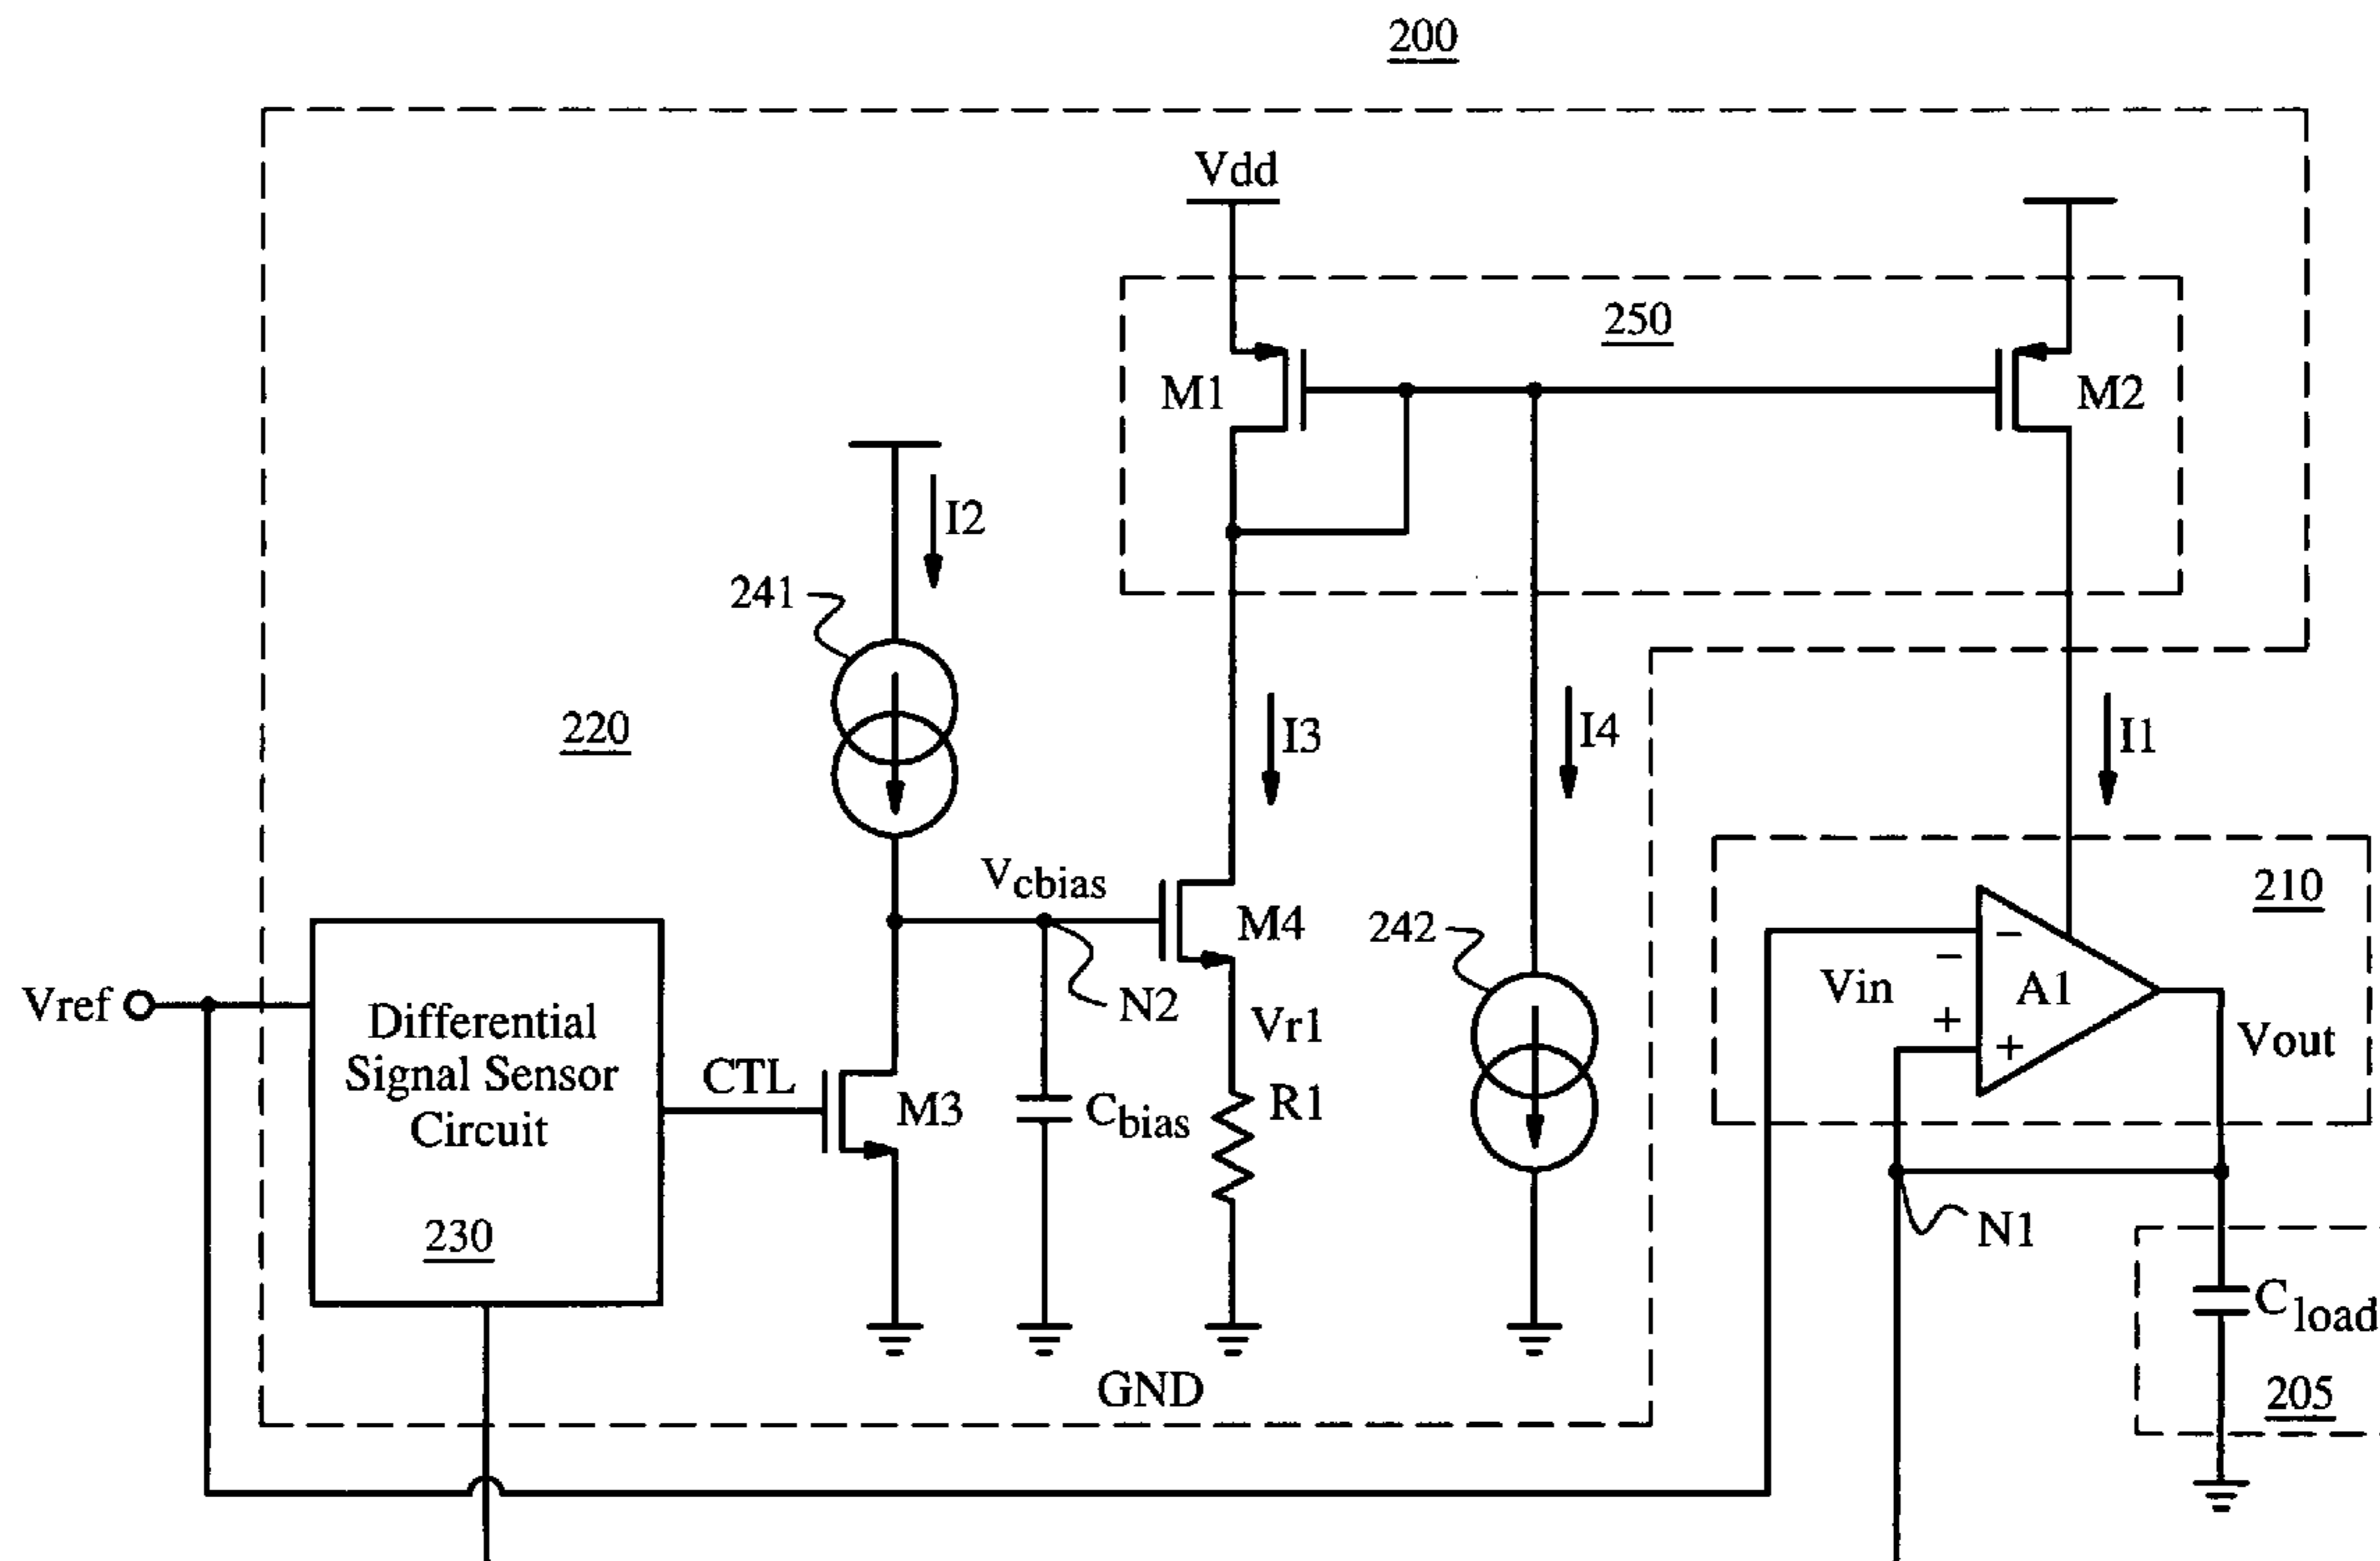 200
Vdd
250
M1
M2
I2
241
220
I3
I4
I1
Vcbias
210
M4
242
Vref
Differential
Signal Sensor
Circuit
230
N2
Vin
−
+
−
+
A1
Vr1
Vout
CTL
M3
Cbias
R1
N1
Cload
GND
205